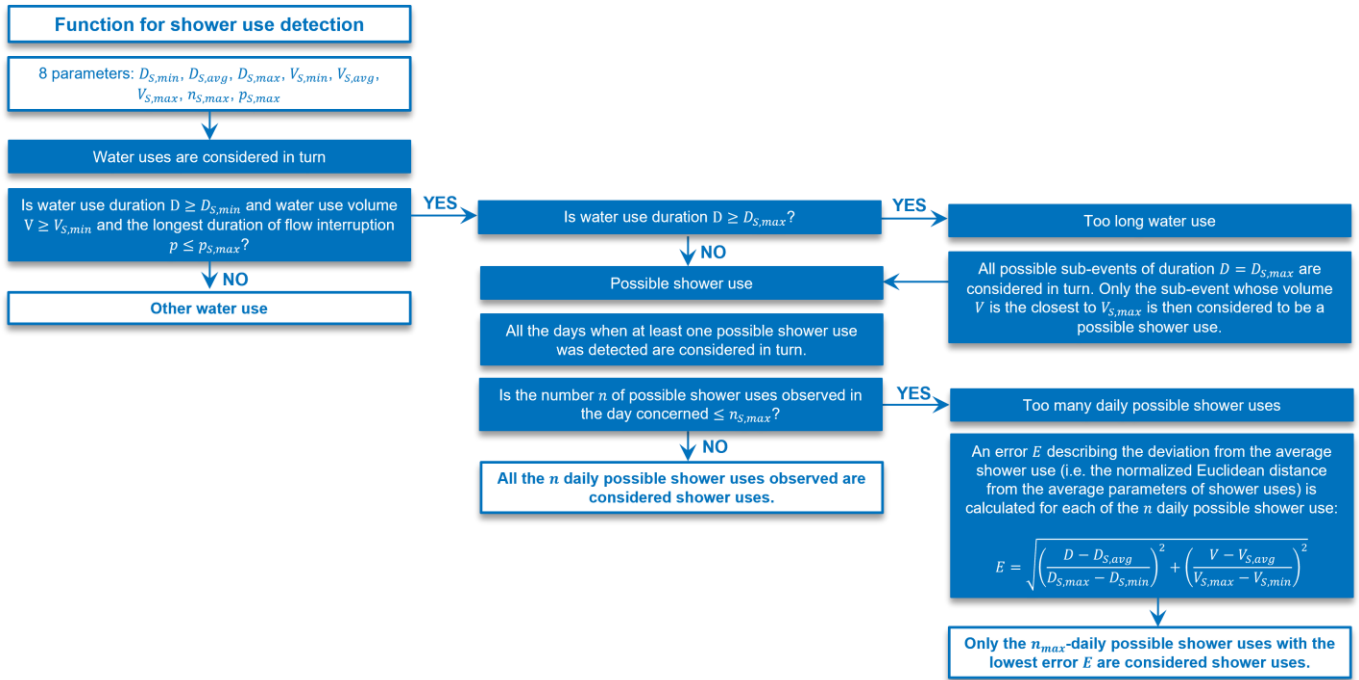 Function for shower use detection
8 parameters: D_{S,min}, D_{S,avg}, D_{S,max}, V_{S,min}, V_{S,avg},
V_{S,max}, n_{S,max}, p_{S,max}
Water uses are considered in turn
Is water use duration D ≥ D_{S,min} and water use volume
V ≥ V_{S,min} and the longest duration of flow interruption
p ≤ p_{S,max}?
YES
NO
Other water use
Is water use duration D ≥ D_{S,max}?
YES
NO
Too long water use
All possible sub-events of duration D = D_{S,max} are
considered in turn. Only the sub-event whose volume
V is the closest to V_{S,max} is then considered to be a
possible shower use.
Possible shower use
All the days when at least one possible shower use
was detected are considered in turn.
Is the number n of possible shower uses observed in
the day concerned ≤ n_{S,max}?
YES
NO
All the n daily possible shower uses observed are
considered shower uses.
Too many daily possible shower uses
An error E describing the deviation from the average
shower use (i.e. the normalized Euclidean distance
from the average parameters of shower uses) is
calculated for each of the n daily possible shower use:
E = √((D − D_{S,avg})/(D_{S,max} − D_{S,min}))² + ((V − V_{S,avg})/(V_{S,max} − V_{S,min}))²
Only the n_{max}-daily possible shower uses with the
lowest error E are considered shower uses.